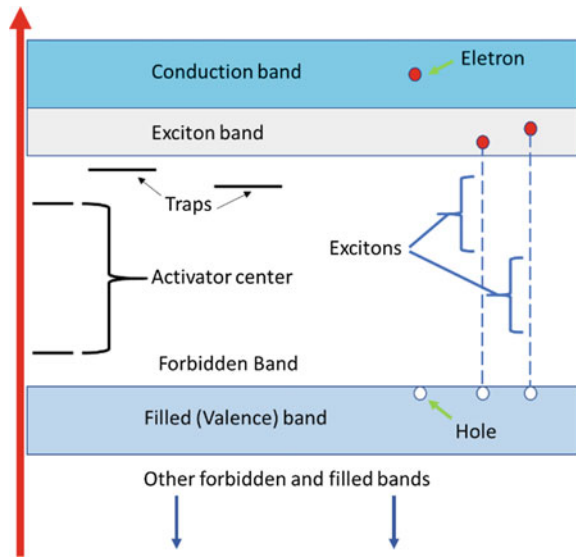 Conduction band
Eletron
Exciton band
Traps
Excitons
Activator center
Forbidden Band
Filled (Valence) band
Hole
Other forbidden and filled bands